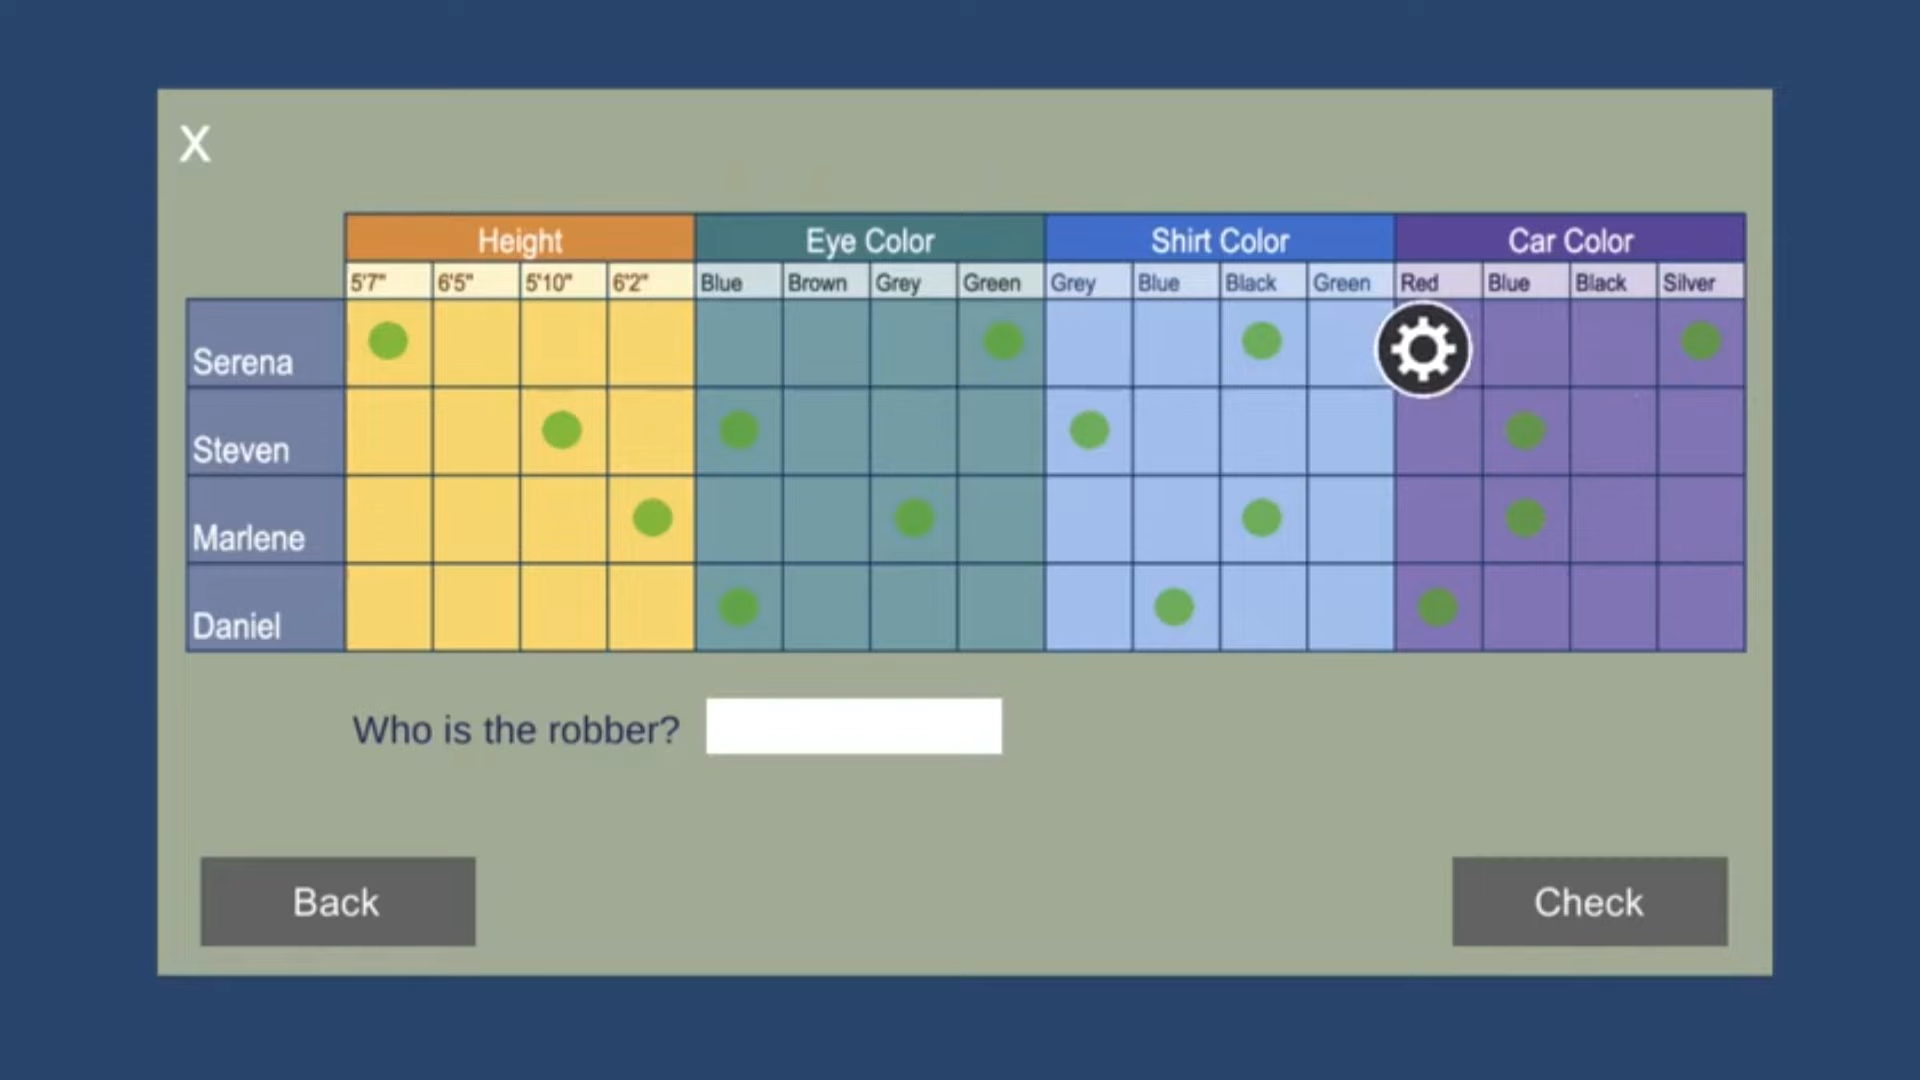 X
Height Eye Color Shirt Color Car Color
5'7" 6'5" 5'10" 6'2" Blue Brown Grey Green Grey Blue Black Green Red Blue Black Silver
Serena
Steven
Marlene
Daniel
Who is the robber?
Back Check